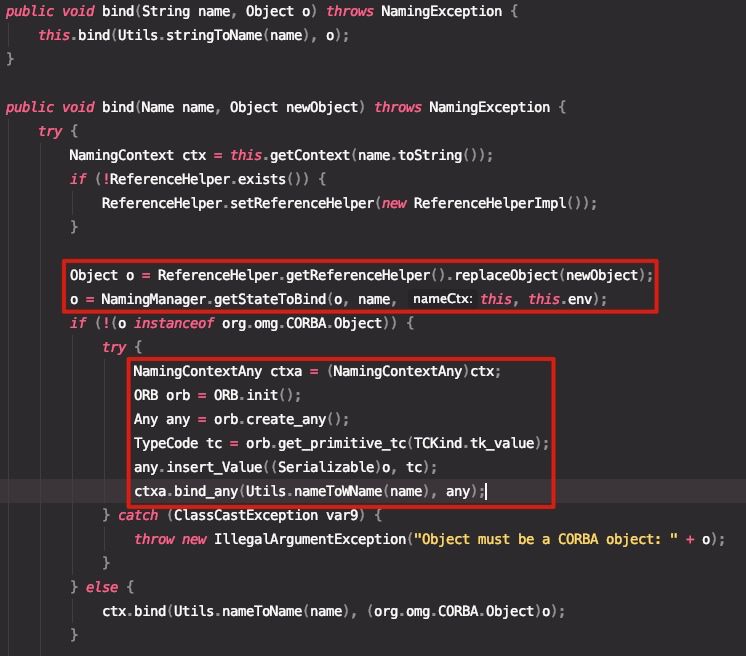 public void bind(String name, Object o) throws NamingException {
    this.bind(Utils.stringToName(name), o);
}

public void bind(Name name, Object newObject) throws NamingException {
    try {
        NamingContext ctx = this.getContext(name.toString());
        if (!ReferenceHelper.exists()) {
            ReferenceHelper.setReferenceHelper(new ReferenceHelperImpl());
        }

        Object o = ReferenceHelper.getReferenceHelper().replaceObject(newObject);
        o = NamingManager.getStateToBind(o, name, nameCtx: this, this.env);
        if (!(o instanceof org.omg.CORBA.Object)) {
            try {
                NamingContextAny ctxa = (NamingContextAny)ctx;
                ORB orb = ORB.init();
                Any any = orb.create_any();
                TypeCode tc = orb.get_primitive_tc(TCKind.tk_value);
                any.insert_Value((Serializable)o, tc);
                ctxa.bind_any(Utils.nameToWName(name), any);
            } catch (ClassCastException var9) {
                throw new IllegalArgumentException("Object must be a CORBA object: " + o);
            }
        } else {
            ctx.bind(Utils.nameToName(name), (org.omg.CORBA.Object)o);
        }